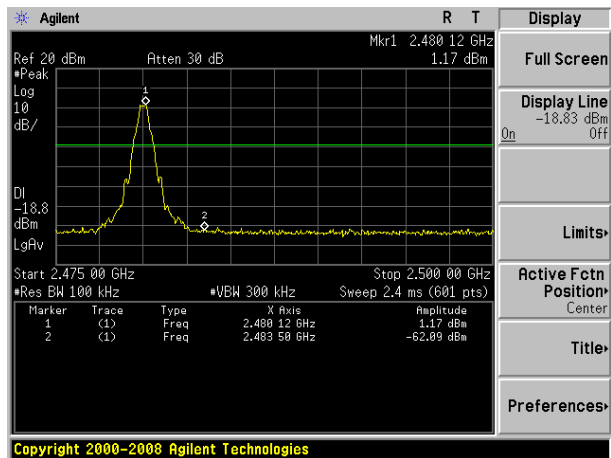 Agilent R T Display
Mkr1 2.480 12 GHz
Ref 20 dBm Atten 30 dB 1.17 dBm
#Peak
Log
10
dB/
1
DI
-18.8
dBm
LgAv
2
Start 2.475 00 GHz Stop 2.500 00 GHz
#Res BW 100 kHz #VBW 300 kHz Sweep 2.4 ms (601 pts)
Marker Trace Type X Axis Amplitude
1 (1) Freq 2.480 12 GHz 1.17 dBm
2 (1) Freq 2.483 50 GHz -62.09 dBm
Full Screen
Display Line
-18.83 dBm
On Off
Limits
Active Fctn
Position
Center
Title
Preferences
Copyright 2000-2008 Agilent Technologies